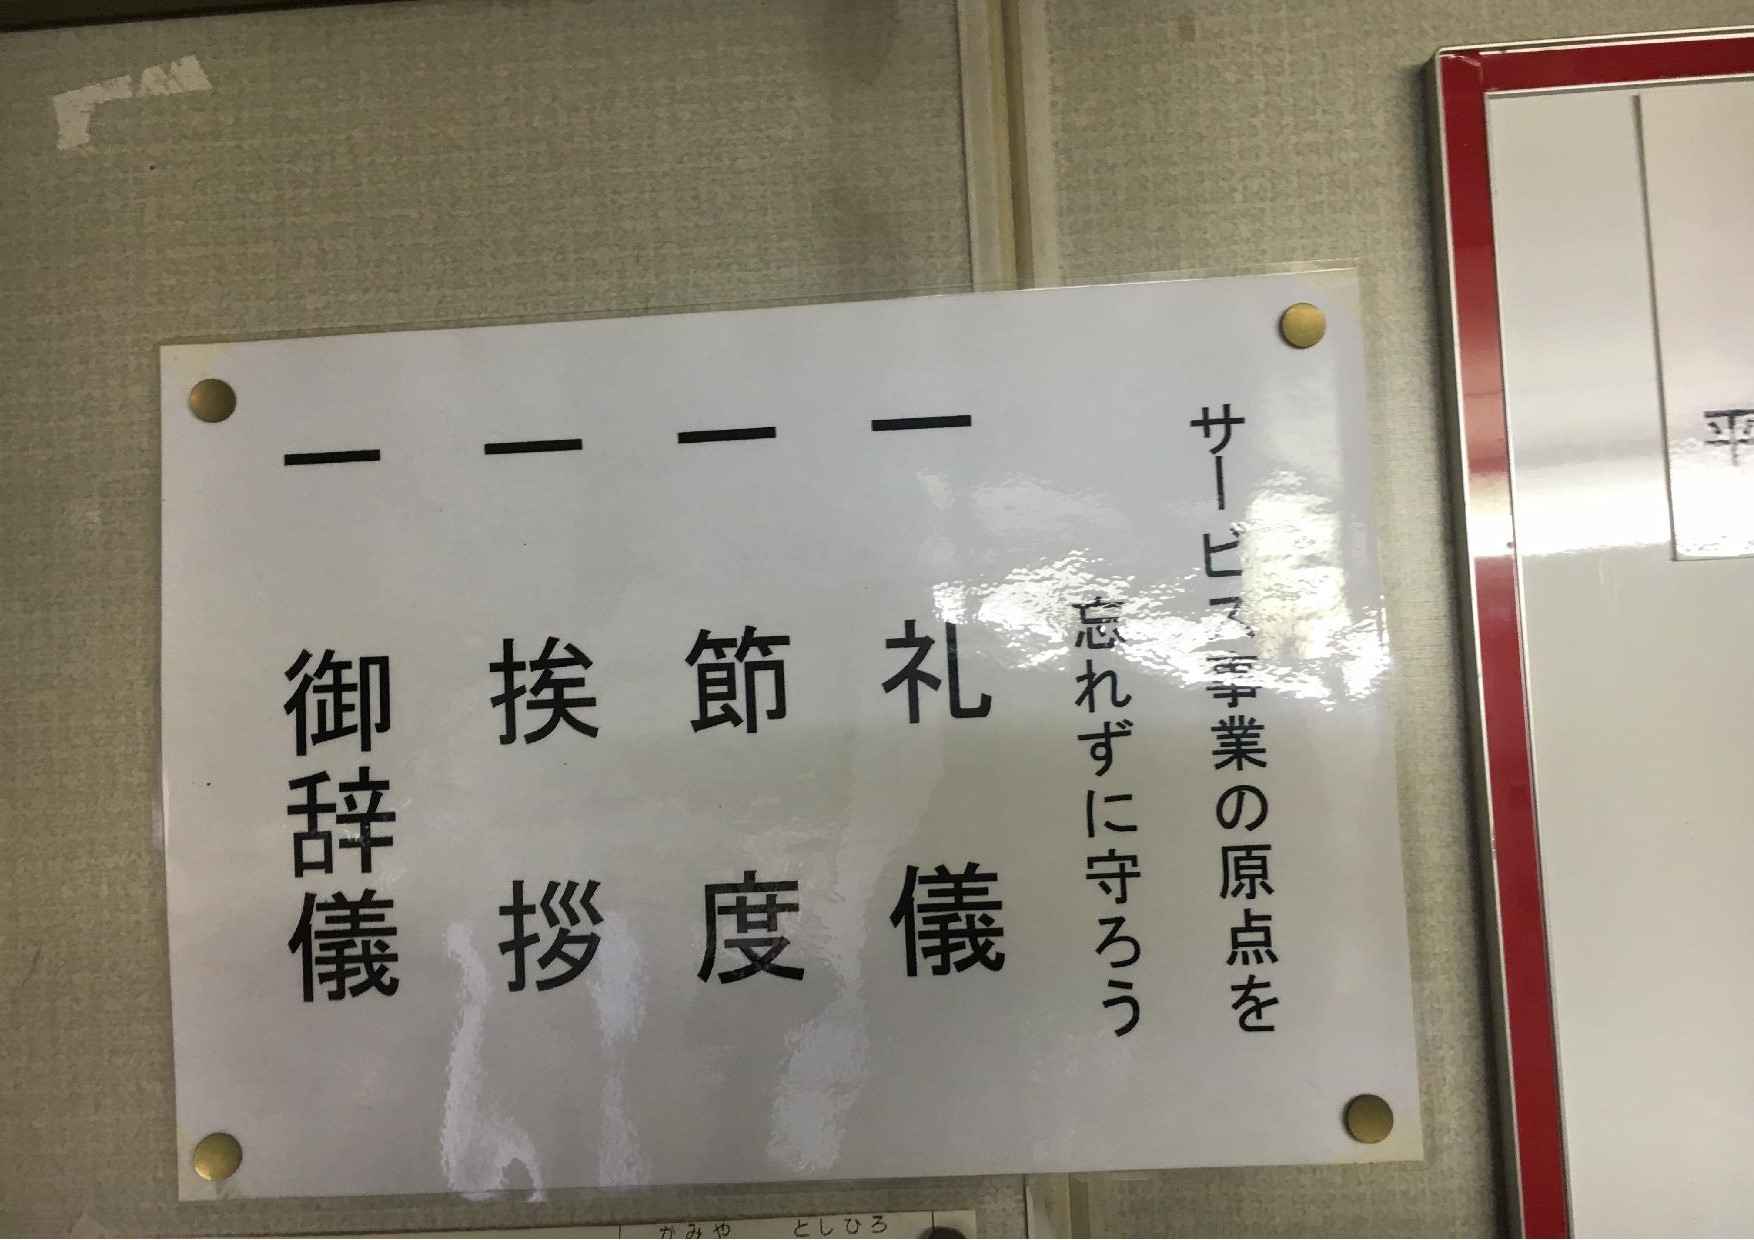 サービス事業の原点を
忘れずに守ろう
一 礼儀
一 節度
一 挨拶
一 御辞儀
平
かみや としひろ